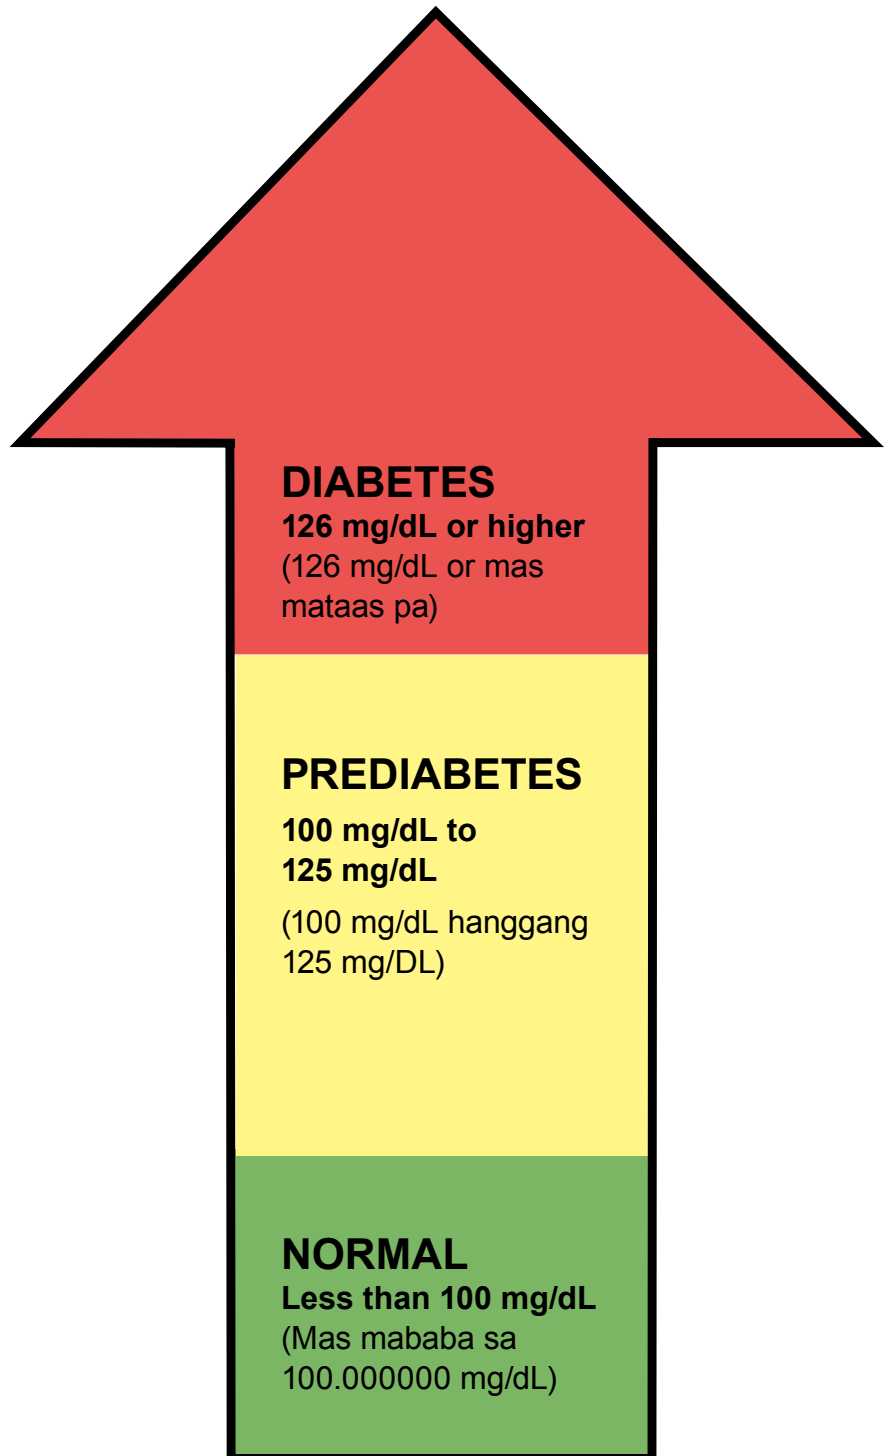 DIABETES
126 mg/dL or higher
(126 mg/dL or mas
mataas pa)
PREDIABETES
100 mg/dL to
125 mg/dL
(100 mg/dL hanggang
125 mg/DL)
NORMAL
Less than 100 mg/dL
(Mas mababa sa
100.000000 mg/dL)